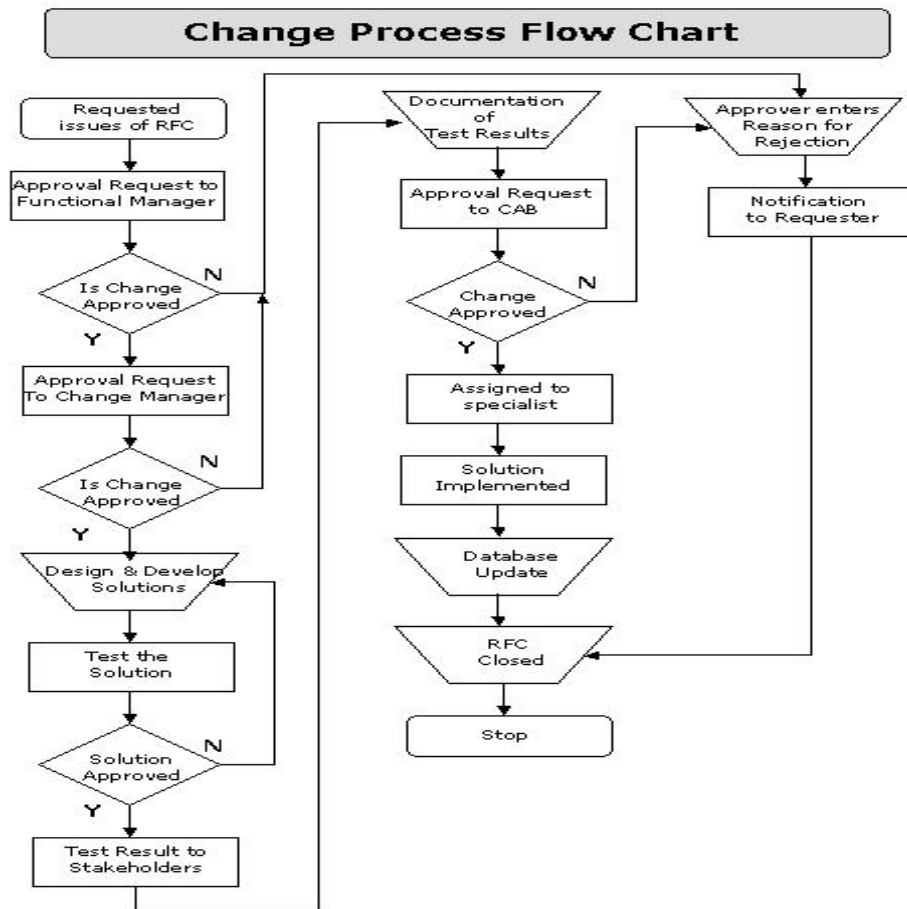 Change Process Flow Chart
Requested
issues of RFC
Approval Request to
Functional Manager
Is Change
Approved
N
Y
Approval Request
To Change Manager
Is Change
Approved
N
Y
Design & Develop
Solutions
Test the
Solution
Solution
Approved
N
Y
Test Result to
Stakeholders
Documentation
of
Test Results
Approval Request
to CAB
Change
Approved
N
Y
Assigned to
specialist
Solution
Implemented
Database
Update
RFC
Closed
Stop
Approver enters
Reason for
Rejection
Notification
to Requester